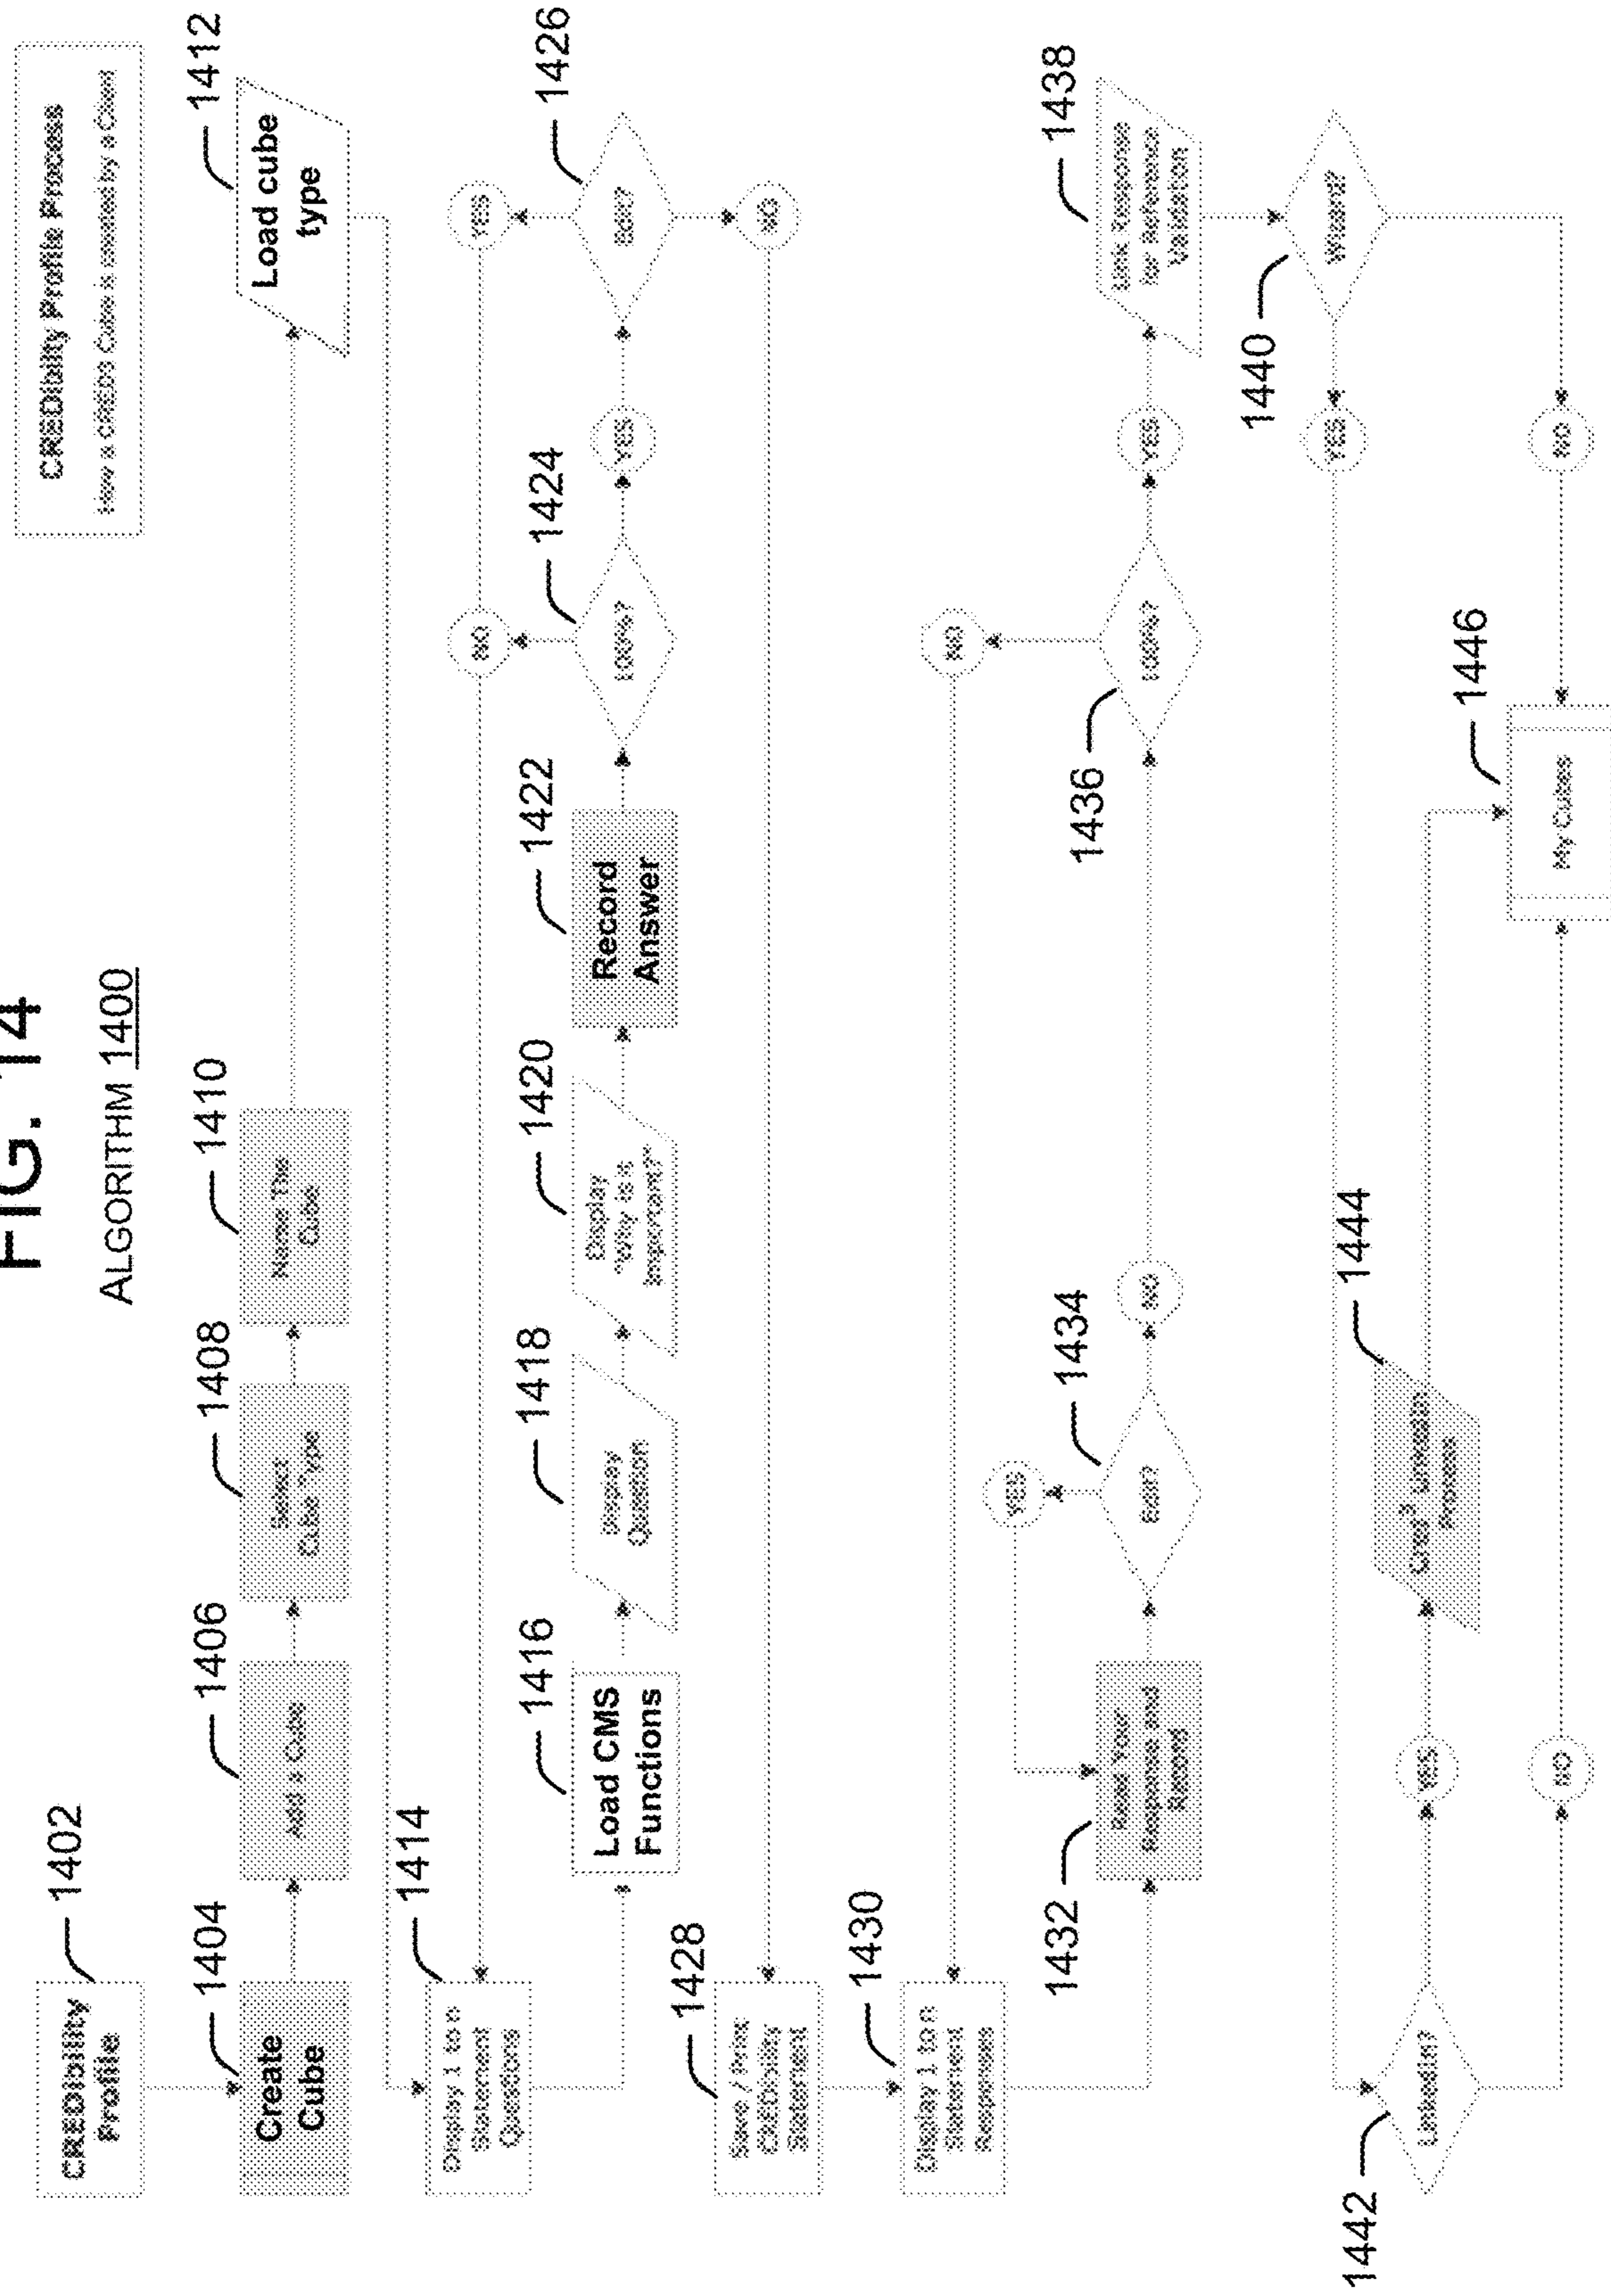 FIG. 14
ALGORITHM 1400
CREDibility Profile Process
How a CREDS Cube is created by a Client
1402
CREDibility
Profile
1404
Create
Cube
1406
Add a Cube
1408
Select
Cube Type
1410
Name The
Cube
1412
Load cube
type
1414
Display 1 to n
Statement
Questions
1416
Load CMS
Functions
1418
Display
Question
1420
Display
"Why is it
Important?"
1422
Record
Answer
1424
100%?
NO
YES
1426
Edit?
YES
NO
1428
Save / Print
CREDibility
Statement
1430
Display 1 to n
Statement
Responses
1432
Read Your
Response and
Record
1434
Edit?
YES
NO
1436
100%?
NO
YES
1438
Link Response
for Reference
Validation
1440
Wizard?
YES
NO
1442
LinkedIn?
YES
NO
1444
Cred³ LinkedIn
Process
1446
My Cubes